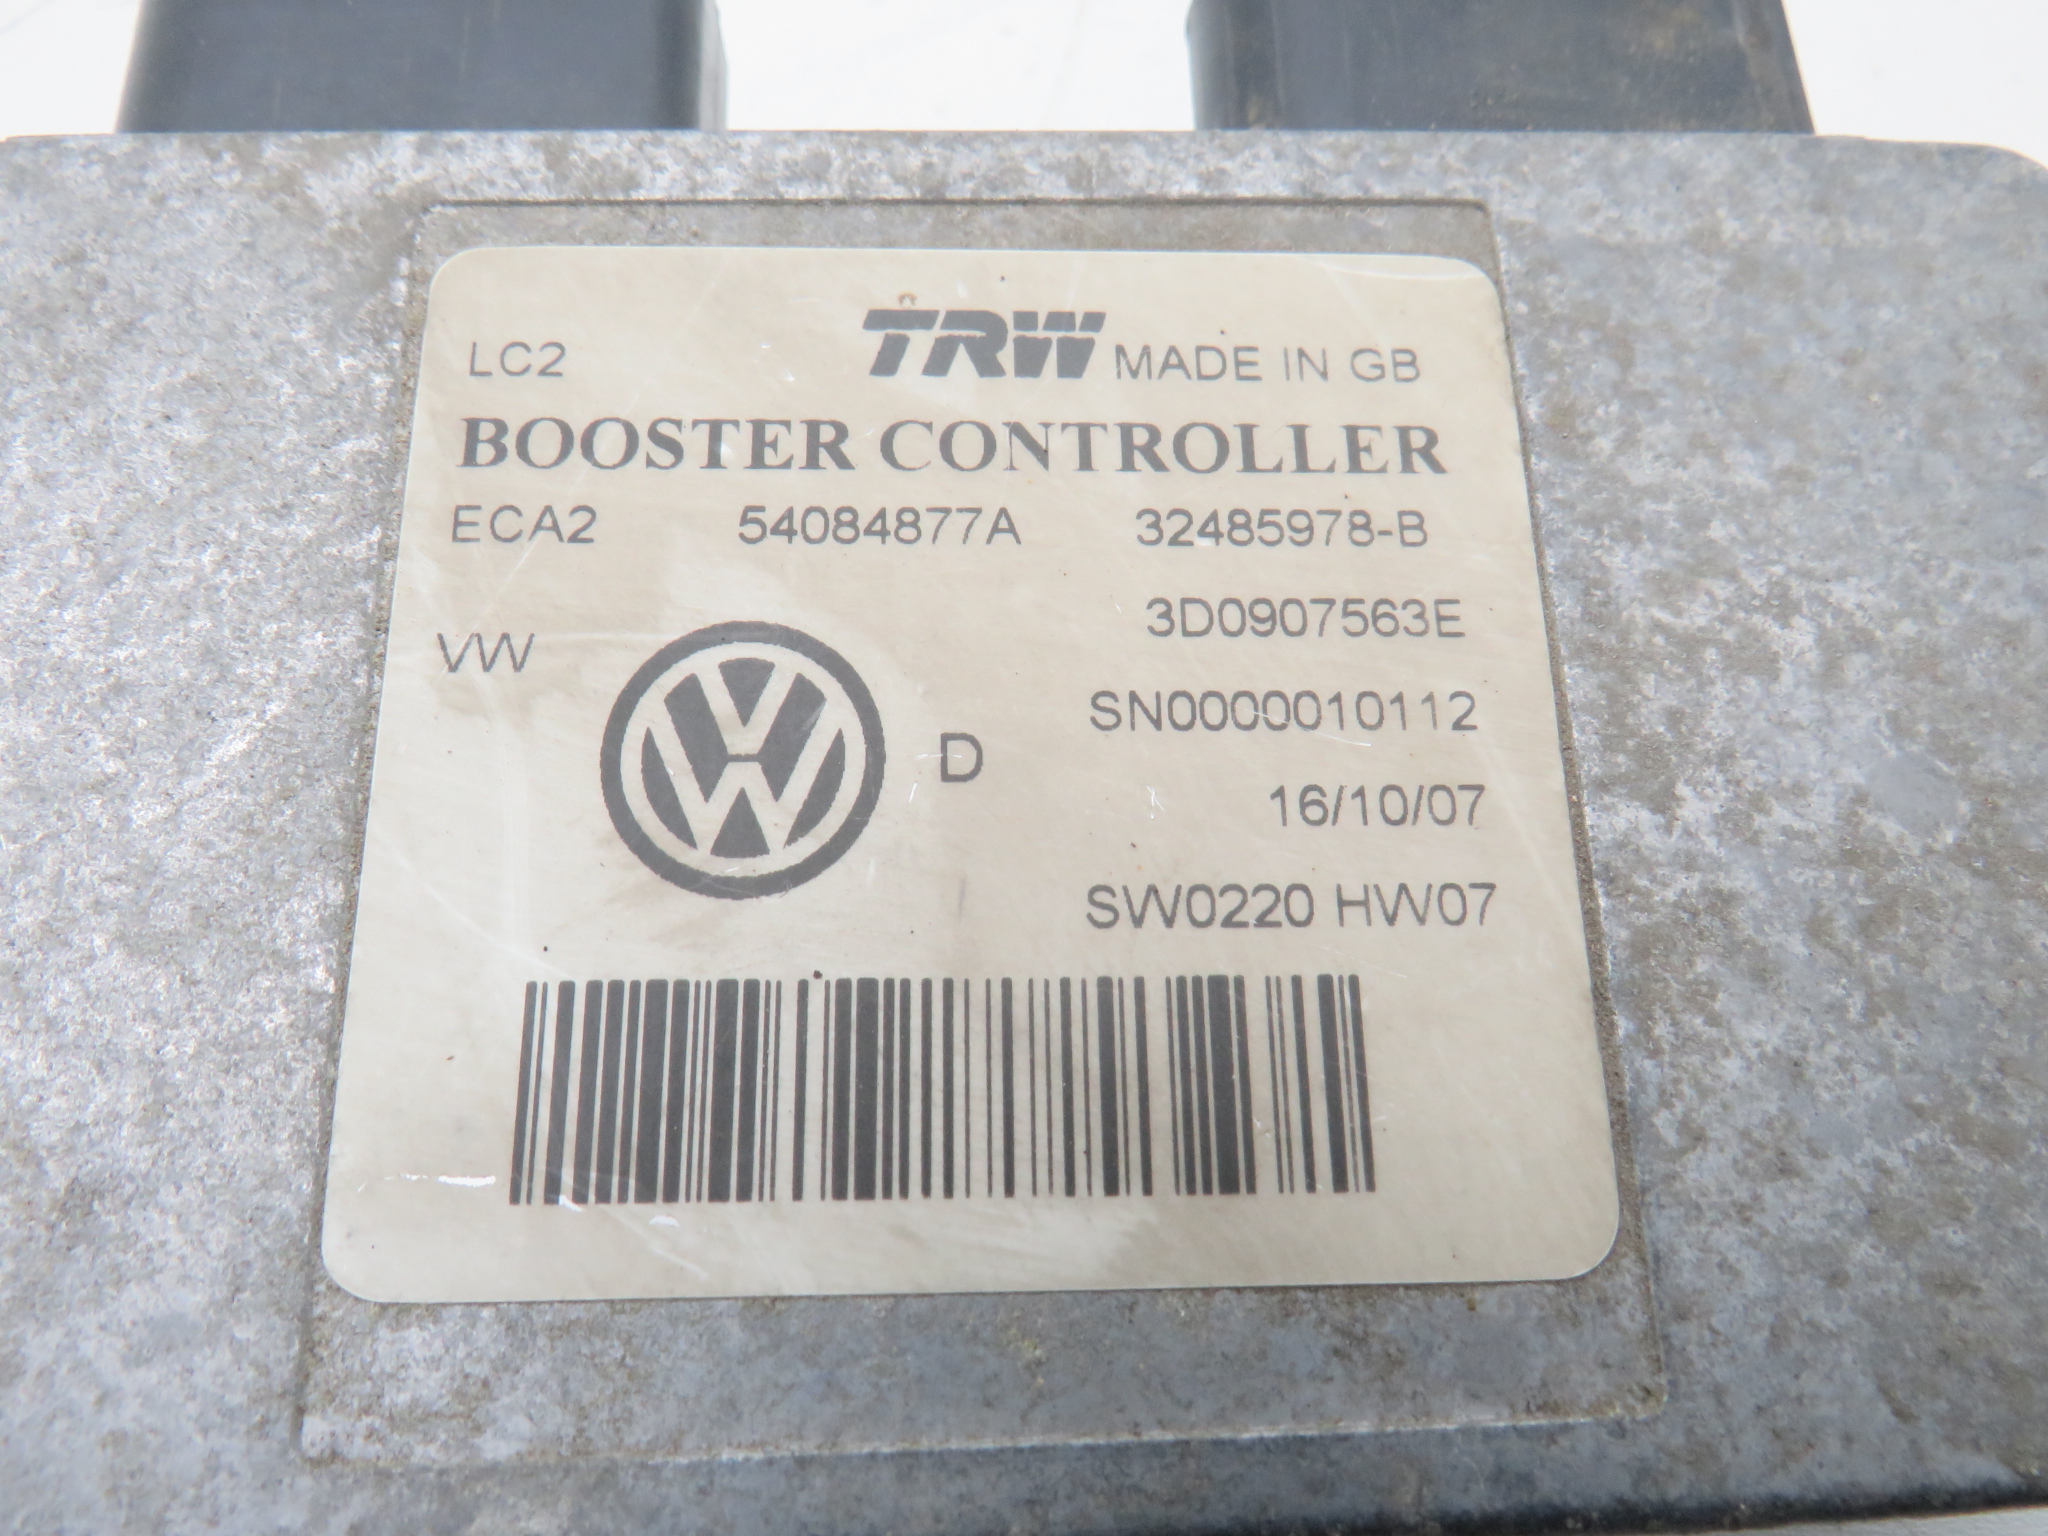 LC2 TRW MADE IN GB
BOOSTER CONTROLLER
ECA2 54084877A 32485978-B
3D0907563E
VW
SN0000010112
D
16/10/07
SW0220 HW07